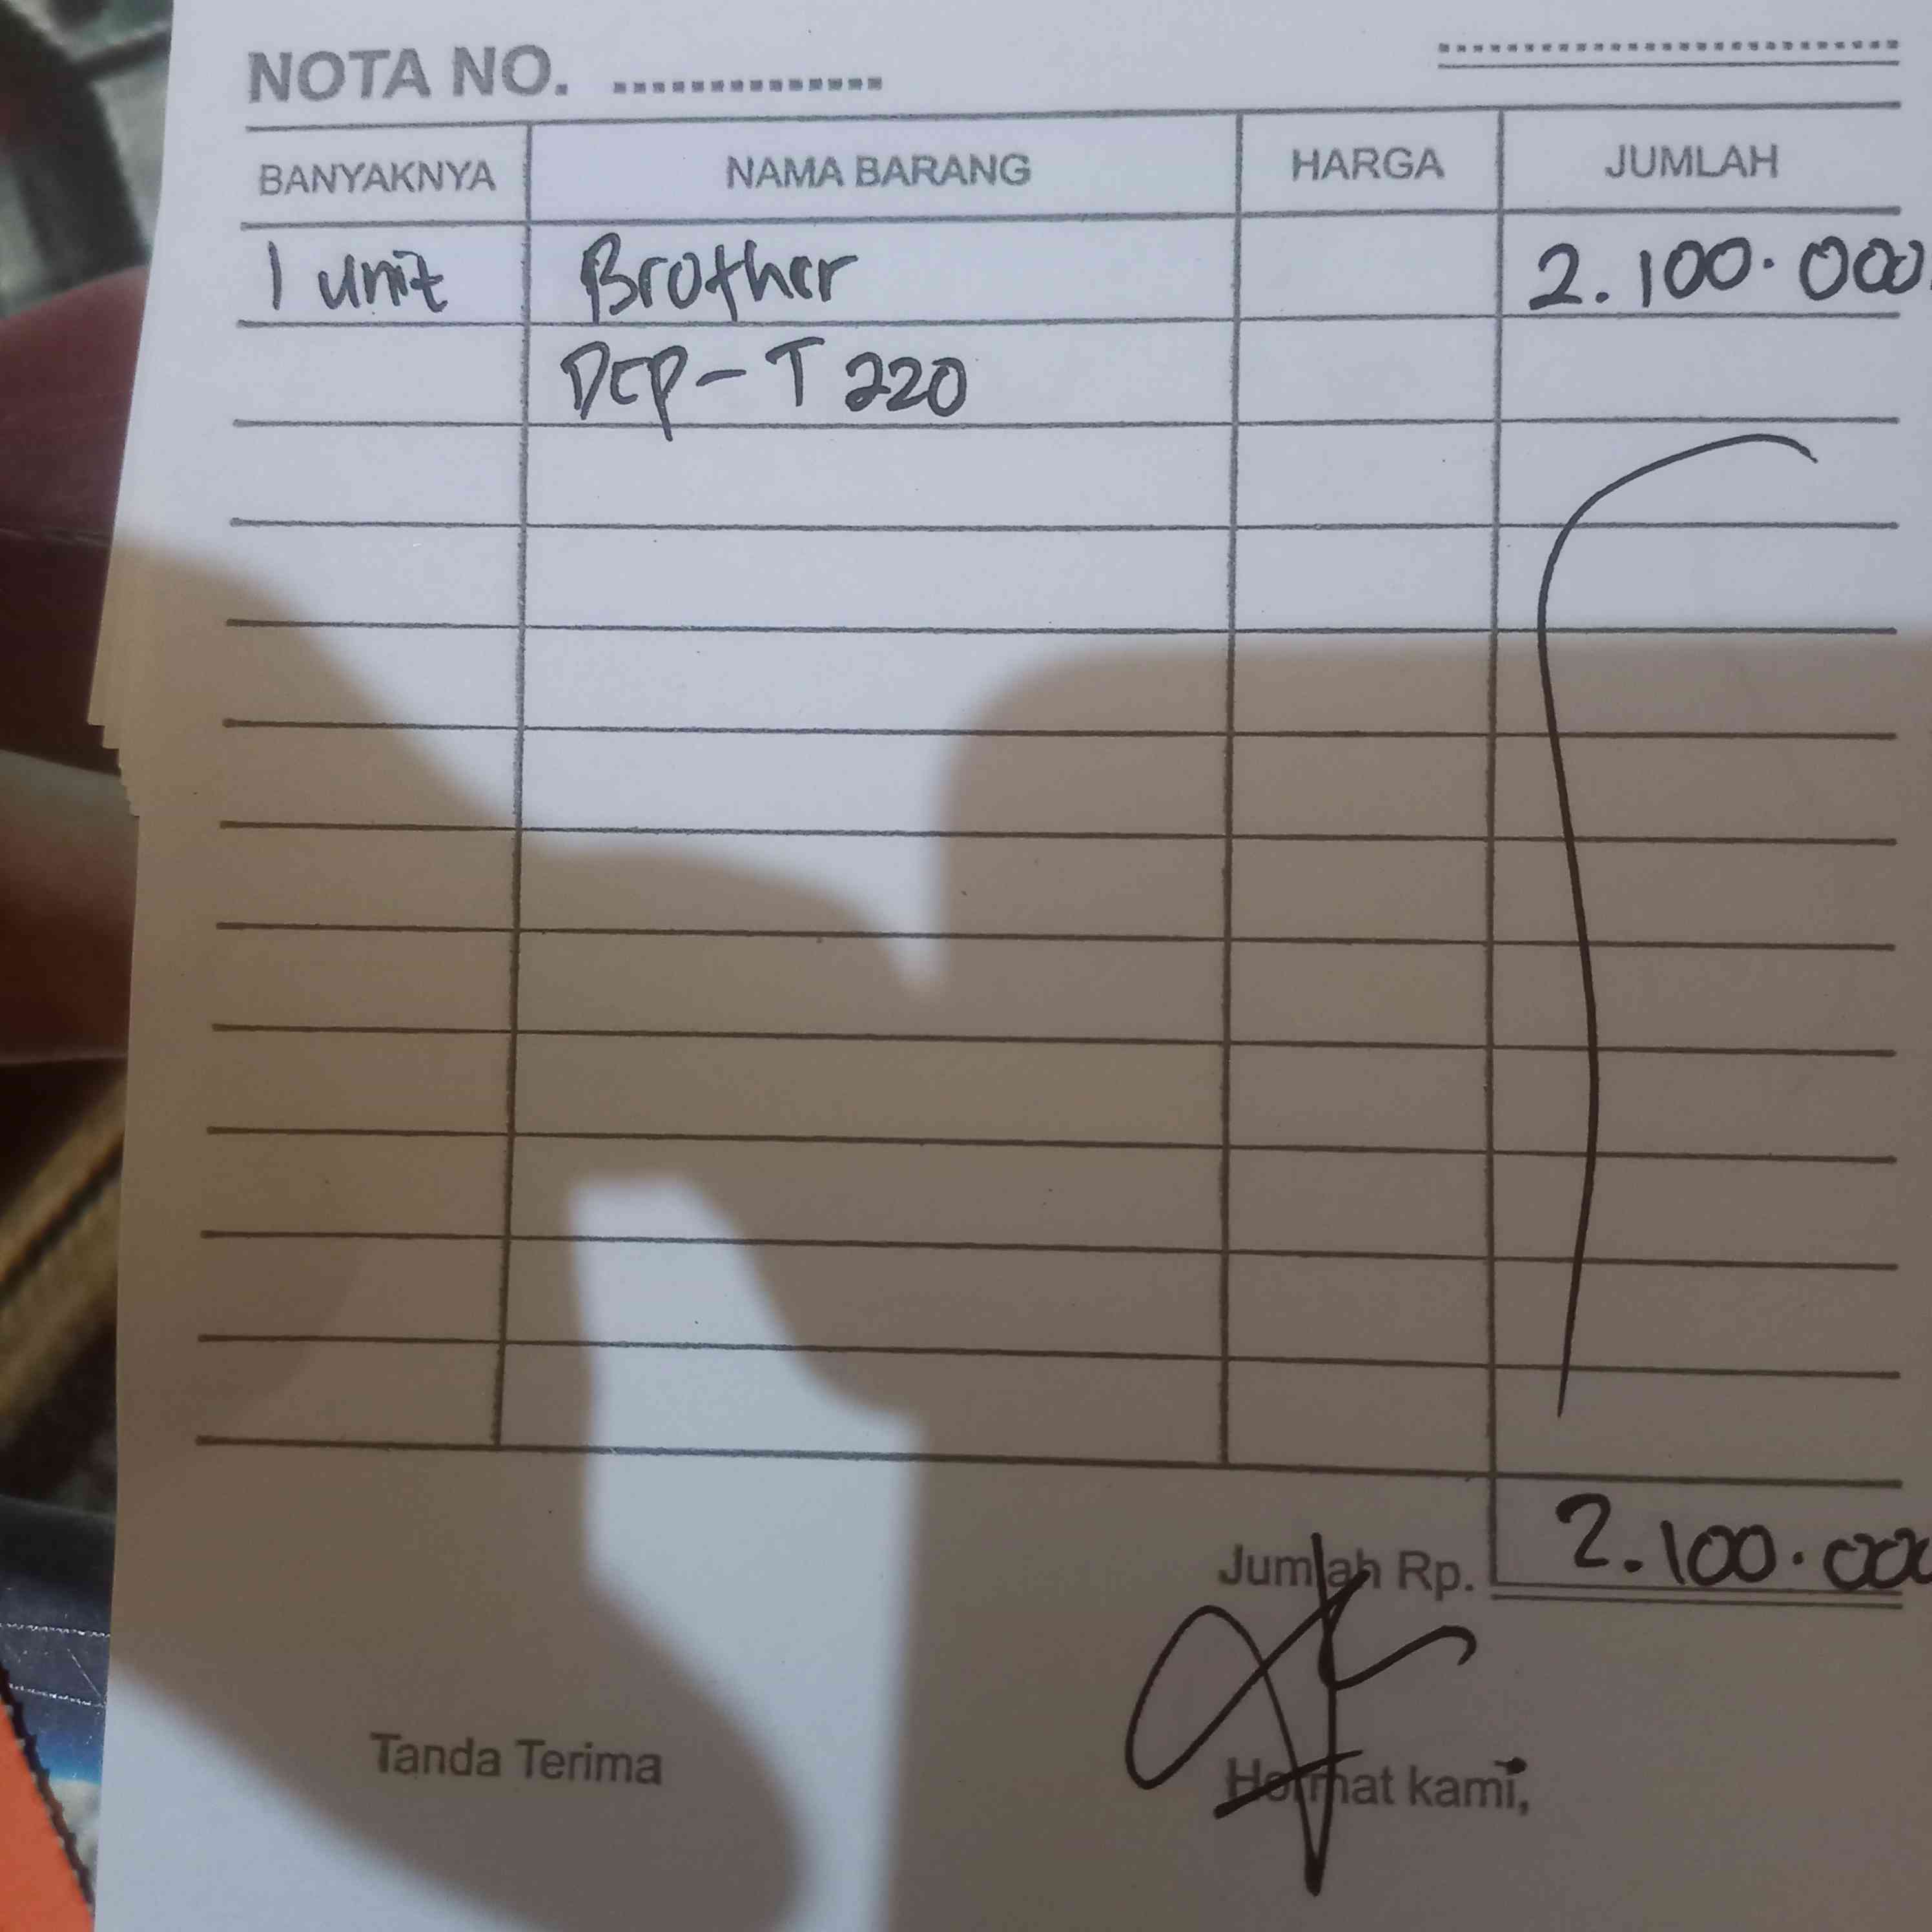 NOTA NO. ..............
BANYAKNYA NAMA BARANG HARGA JUMLAH
1 unit Brother 2.100.000
DCP-T220
Jumlah Rp. 2.100.000
Tanda Terima Hormat kami,